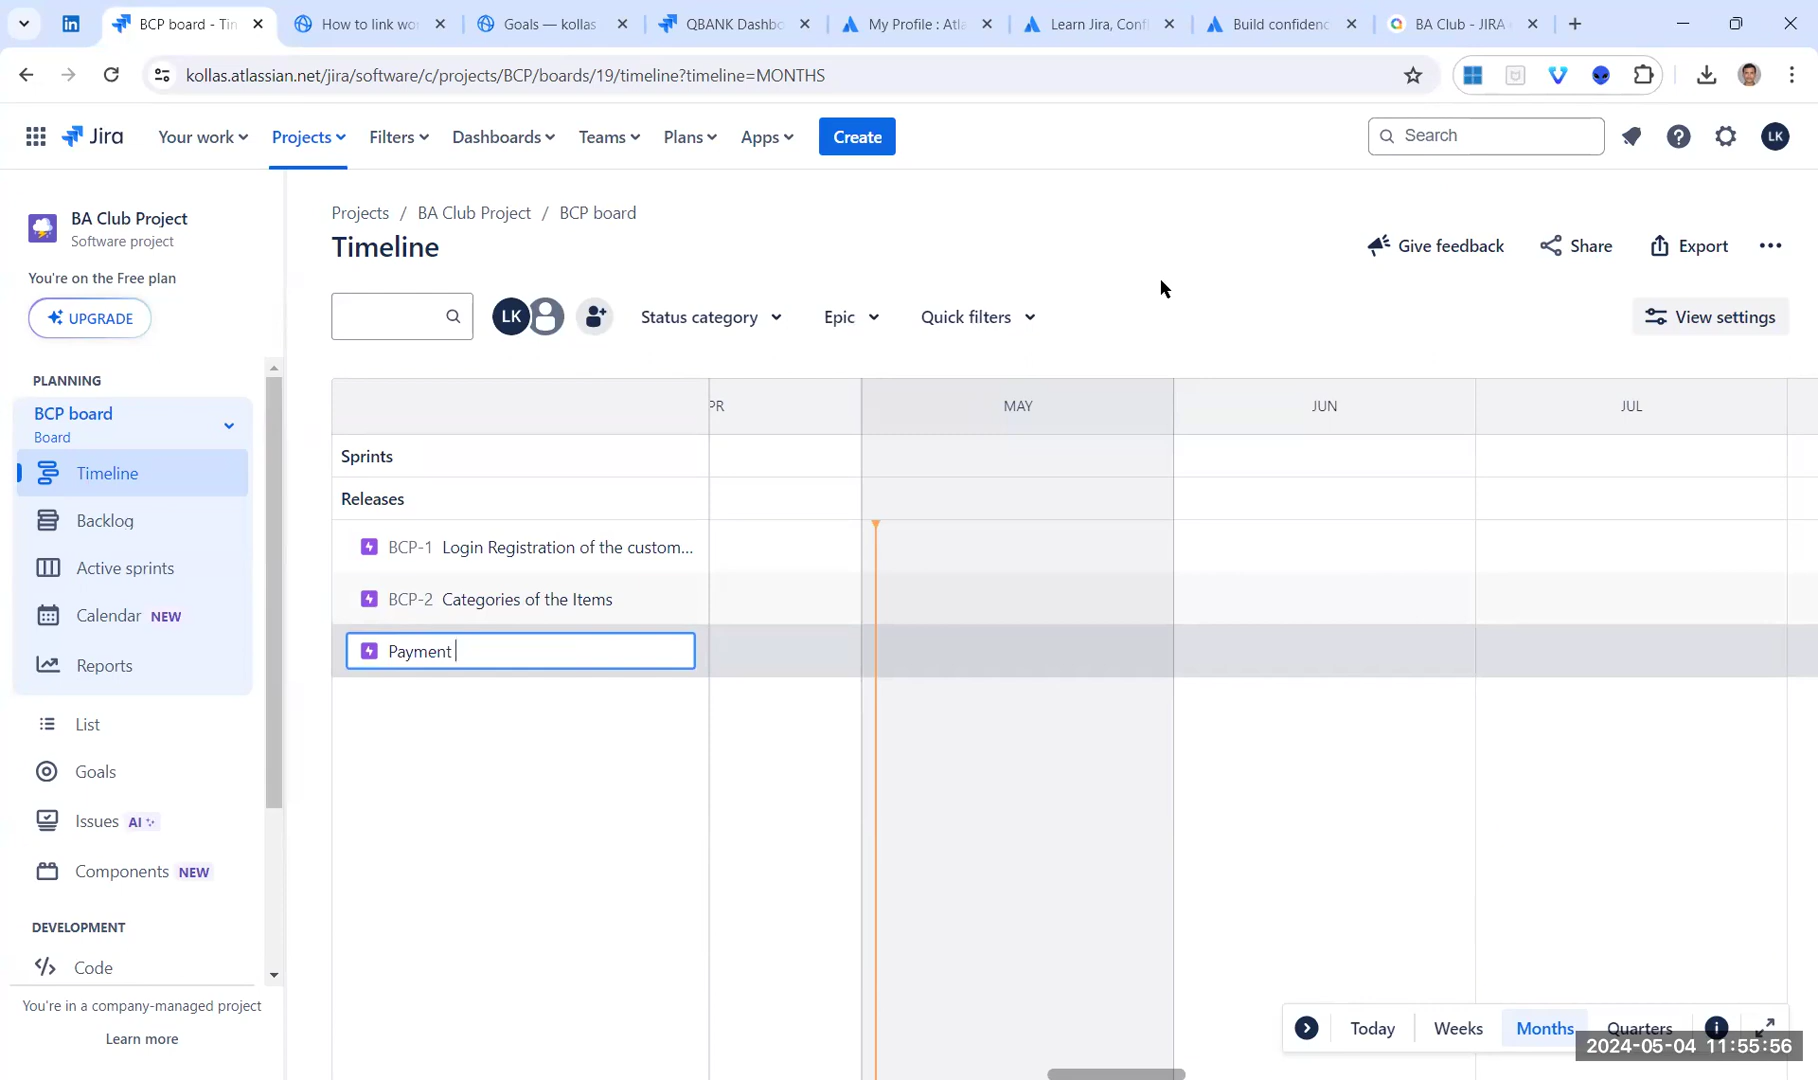 BCP board - Tin
How to link wo
Goals — kollas
QBANK Dashbo
My Profile : Atla
Learn Jira, Confl
Build confidenc
BA Club - JIRA
kollas.atlassian.net/jira/software/c/projects/BCP/boards/19/timeline?timeline=MONTHS
Jira
Your work
Projects
Filters
Dashboards
Teams
Plans
Apps
Create
Search
LK
BA Club Project
Software project
You're on the Free plan
UPGRADE
PLANNING
BCP board
Board
Timeline
Backlog
Active sprints
Calendar NEW
Reports
List
Goals
Issues AI
Components NEW
DEVELOPMENT
Code
You're in a company-managed project
Learn more
Projects / BA Club Project / BCP board
Timeline
Give feedback
Share
Export
LK
Status category
Epic
Quick filters
View settings
PR
MAY
JUN
JUL
Sprints
Releases
BCP-1 Login Registration of the custom...
BCP-2 Categories of the Items
Payment
Today
Weeks
Months
Quarters
2024-05-04 11:55:56